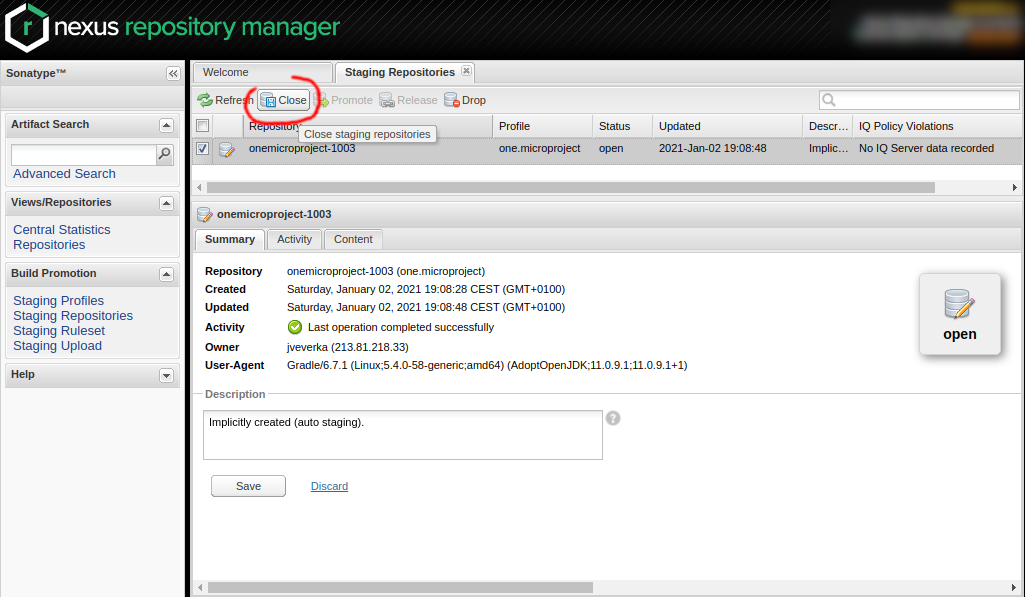 nexus repository manager
Sonatype™
Welcome
Staging Repositories
Refresh Close Promote Release Drop
Artifact Search
Advanced Search
Views/Repositories
Central Statistics
Repositories
Build Promotion
Staging Profiles
Staging Repositories
Staging Ruleset
Staging Upload
Help
Repository Profile Status Updated Descr... IQ Policy Violations
Close staging repositories
onemicroproject-1003 one.microproject open 2021-Jan-02 19:08:48 Implic... No IQ Server data recorded
onemicroproject-1003
Summary Activity Content
Repository onemicroproject-1003 (one.microproject)
Created Saturday, January 02, 2021 19:08:28 CEST (GMT+0100)
Updated Saturday, January 02, 2021 19:08:48 CEST (GMT+0100)
Activity Last operation completed successfully
Owner jveverka (213.81.218.33)
User-Agent Gradle/6.7.1 (Linux;5.4.0-58-generic;amd64) (AdoptOpenJDK;11.0.9.1;11.0.9.1+1)
open
Description
Implicitly created (auto staging).
?
Save Discard